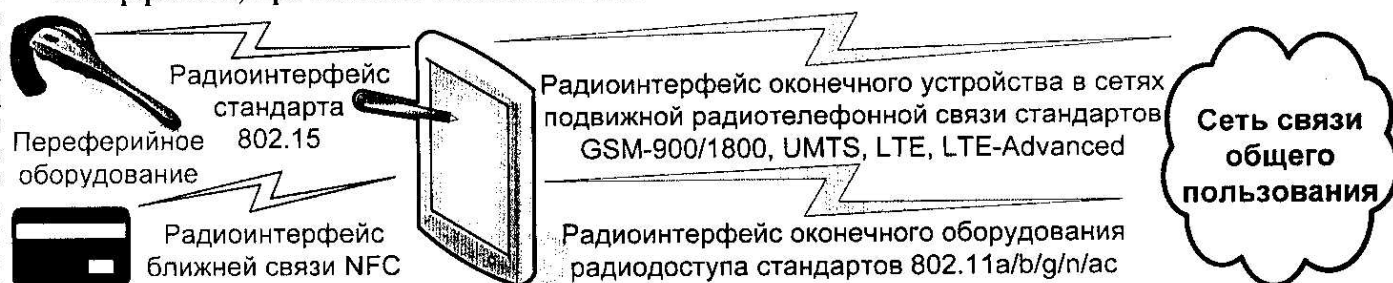 Радиоинтерфейс
стандарта
802.15
Переферийное
оборудование
Радиоинтерфейс
ближней связи NFC
Радиоинтерфейс оконечного устройства в сетях
подвижной радиотелефонной связи стандартов
GSM-900/1800, UMTS, LTE, LTE-Advanced
Радиоинтерфейс оконечного оборудования
радиодоступа стандартов 802.11a/b/g/n/ac
Сеть связи
общего
пользования